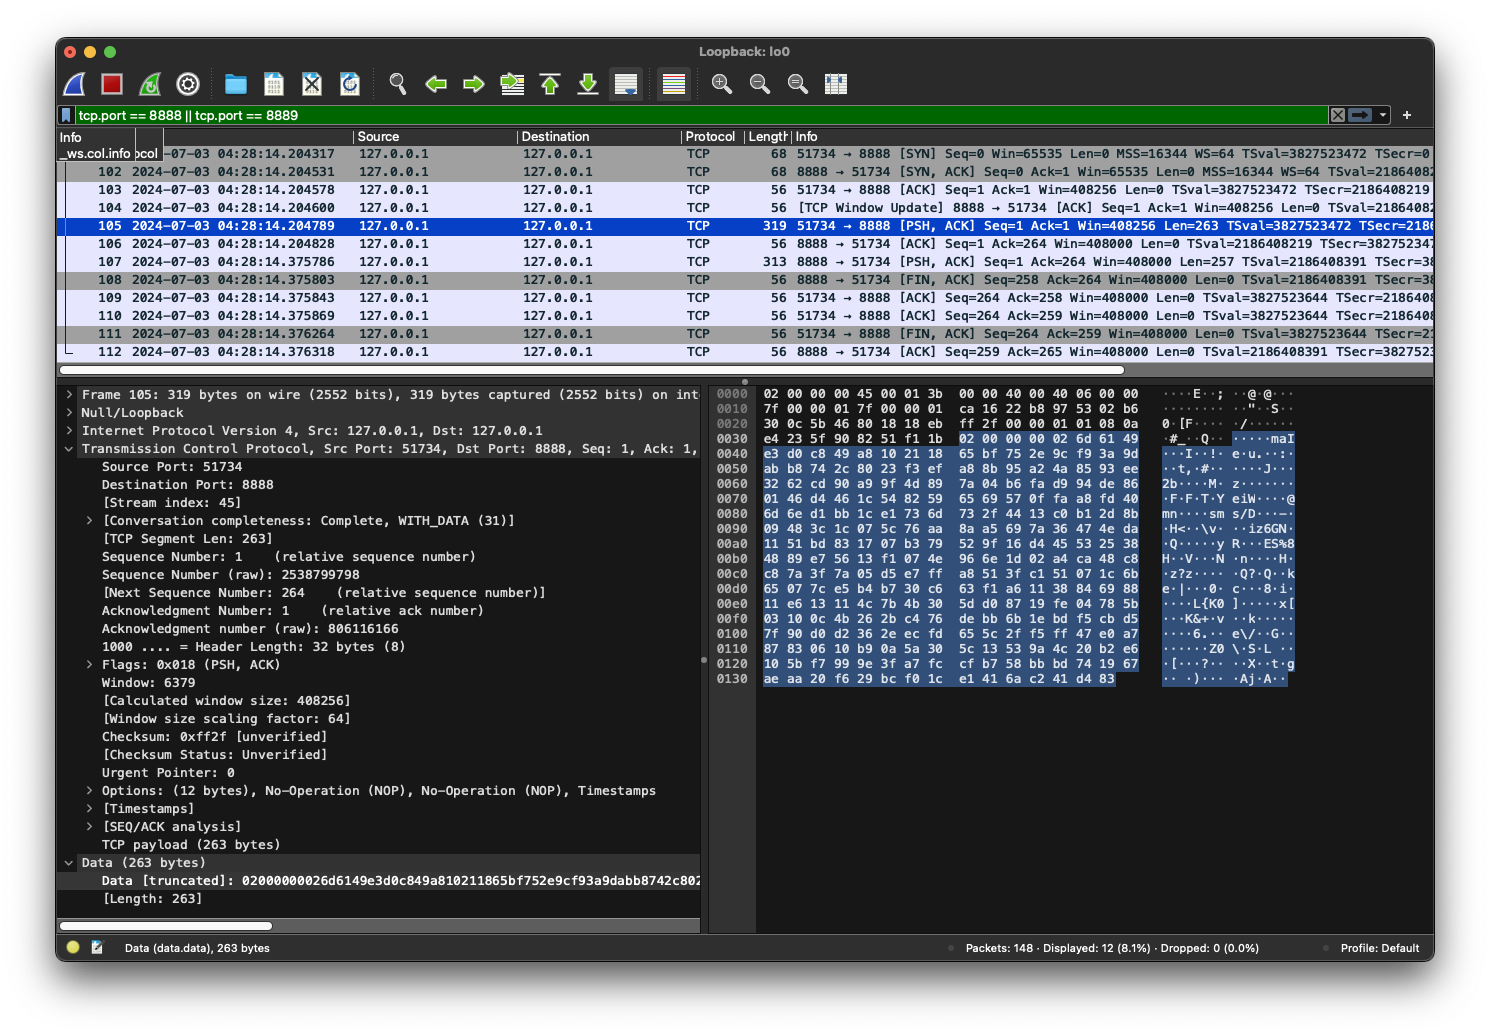 Loopback: lo0
tcp.port == 8888 || tcp.port == 8889
Info Source Destination Protocol Length Info
_ws.col.info ocol -07-03 04:28:14.204317 127.0.0.1 127.0.0.1 TCP 68 51734 → 8888 [SYN] Seq=0 Win=65535 Len=0 MSS=16344 WS=64 TSval=3827523472 TSecr=0
102 2024-07-03 04:28:14.204531 127.0.0.1 127.0.0.1 TCP 68 8888 → 51734 [SYN, ACK] Seq=0 Ack=1 Win=65535 Len=0 MSS=16344 WS=64 TSval=21864082
103 2024-07-03 04:28:14.204578 127.0.0.1 127.0.0.1 TCP 56 51734 → 8888 [ACK] Seq=1 Ack=1 Win=408256 Len=0 TSval=3827523472 TSecr=2186408219
104 2024-07-03 04:28:14.204600 127.0.0.1 127.0.0.1 TCP 56 [TCP Window Update] 8888 → 51734 [ACK] Seq=1 Ack=1 Win=408256 Len=0 TSval=21864082
105 2024-07-03 04:28:14.204789 127.0.0.1 127.0.0.1 TCP 319 51734 → 8888 [PSH, ACK] Seq=1 Ack=1 Win=408256 Len=263 TSval=3827523472 TSecr=2186
106 2024-07-03 04:28:14.204828 127.0.0.1 127.0.0.1 TCP 56 8888 → 51734 [ACK] Seq=1 Ack=264 Win=408000 Len=0 TSval=2186408219 TSecr=382752347
107 2024-07-03 04:28:14.375786 127.0.0.1 127.0.0.1 TCP 313 8888 → 51734 [PSH, ACK] Seq=1 Ack=264 Win=408000 Len=257 TSval=2186408391 TSecr=38
108 2024-07-03 04:28:14.375803 127.0.0.1 127.0.0.1 TCP 56 8888 → 51734 [FIN, ACK] Seq=258 Ack=264 Win=408000 Len=0 TSval=2186408391 TSecr=38
109 2024-07-03 04:28:14.375843 127.0.0.1 127.0.0.1 TCP 56 51734 → 8888 [ACK] Seq=264 Ack=258 Win=408000 Len=0 TSval=3827523644 TSecr=2186408
110 2024-07-03 04:28:14.375869 127.0.0.1 127.0.0.1 TCP 56 51734 → 8888 [ACK] Seq=264 Ack=259 Win=408000 Len=0 TSval=3827523644 TSecr=2186408
111 2024-07-03 04:28:14.376264 127.0.0.1 127.0.0.1 TCP 56 51734 → 8888 [FIN, ACK] Seq=264 Ack=259 Win=408000 Len=0 TSval=3827523644 TSecr=21
112 2024-07-03 04:28:14.376318 127.0.0.1 127.0.0.1 TCP 56 8888 → 51734 [ACK] Seq=259 Ack=265 Win=408000 Len=0 TSval=2186408391 TSecr=3827523
Frame 105: 319 bytes on wire (2552 bits), 319 bytes captured (2552 bits) on int
Null/Loopback
Internet Protocol Version 4, Src: 127.0.0.1, Dst: 127.0.0.1
Transmission Control Protocol, Src Port: 51734, Dst Port: 8888, Seq: 1, Ack: 1,
Source Port: 51734
Destination Port: 8888
[Stream index: 45]
[Conversation completeness: Complete, WITH_DATA (31)]
[TCP Segment Len: 263]
Sequence Number: 1 (relative sequence number)
Sequence Number (raw): 2538799798
[Next Sequence Number: 264 (relative sequence number)]
Acknowledgment Number: 1 (relative ack number)
Acknowledgment number (raw): 806116166
1000 .... = Header Length: 32 bytes (8)
Flags: 0x018 (PSH, ACK)
Window: 6379
[Calculated window size: 408256]
[Window size scaling factor: 64]
Checksum: 0xff2f [unverified]
[Checksum Status: Unverified]
Urgent Pointer: 0
Options: (12 bytes), No-Operation (NOP), No-Operation (NOP), Timestamps
[Timestamps]
[SEQ/ACK analysis]
TCP payload (263 bytes)
Data (263 bytes)
Data [truncated]: 02000000026d6149e3d0c849a810211865bf752e9cf93a9dabb8742c802
[Length: 263]
0000 02 00 00 00 45 00 01 3b 00 00 40 00 40 06 00 00 ····E··; ··@·@···
0010 7f 00 00 01 7f 00 00 01 ca 16 22 b8 97 53 02 b6 ········ ··"··S··
0020 30 0c 5b 46 80 18 18 eb ff 2f 00 00 01 01 08 0a 0·[F···· ·/······
0030 e4 23 5f 90 82 51 f1 1b 02 00 00 00 02 6d 61 49 ·#_··Q·· ·····maI
0040 e3 d0 c8 49 a8 10 21 18 65 bf 75 2e 9c f9 3a 9d ···I··!· e·u.··:·
0050 ab b8 74 2c 80 23 f3 ef a8 8b 95 a2 4a 85 93 ee ··t,·#·· ····J···
0060 32 62 cd 90 a9 9f 4d 89 7a 04 b6 fa d9 94 de 86 2b····M· z·······
0070 01 46 d4 46 1c 54 82 59 65 69 57 0f fa a8 fd 40 ·F·F·T·Y eiW····@
0080 6d 6e d1 bb 1c e1 73 6d 73 2f 44 13 c0 b1 2d 8b mn····sm s/D···-·
0090 09 48 3c 1c 07 5c 76 aa 8a a5 69 7a 36 47 4e da ·H<··\v· ··iz6GN·
00a0 11 51 bd 83 17 07 b3 79 52 9f 16 d4 45 53 25 38 ·Q·····y R···ES%8
00b0 48 89 e7 56 13 f1 07 4e 96 6e 1d 02 a4 ca 48 c8 H··V···N ·n····H·
00c0 c8 7a 3f 7a 05 d5 e7 ff a8 51 3f c1 51 07 1c 6b ·z?z···· ·Q?·Q··k
00d0 65 07 7c e5 b4 b7 30 c6 63 f1 a6 11 38 84 69 88 e·|···0· c···8·i·
00e0 11 e6 13 11 4c 7b 4b 30 5d d0 87 19 fe 04 78 5b ····L{K0 ]·····x[
00f0 03 10 0c 4b 26 2b c4 76 de bb 6b 1e bd f5 cb d5 ···K&+·v ··k·····
0100 7f 90 d0 d2 36 2e ec fd 65 5c 2f f5 ff 47 e0 a7 ····6.·· e\/··G··
0110 87 83 06 10 b9 0a 5a 30 5c 13 53 9a 4c 20 b2 e6 ······Z0 \·S·L ··
0120 10 5b f7 99 9e 3f a7 fc cf b7 58 bb bd 74 19 67 ·[···?·· ··X··t·g
0130 ae aa 20 f6 29 bc f0 1c e1 41 6a c2 41 d4 83 ·· ·)··· ·Aj·A··
Data (data.data), 263 bytes
Packets: 148 · Displayed: 12 (8.1%) · Dropped: 0 (0.0%)
Profile: Default